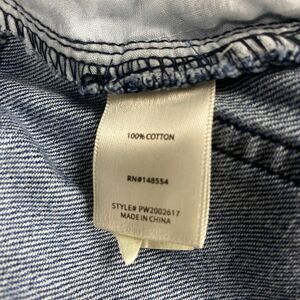 100% COTTON
RN#148554
STYLE# PW2002617
MADE IN CHINA